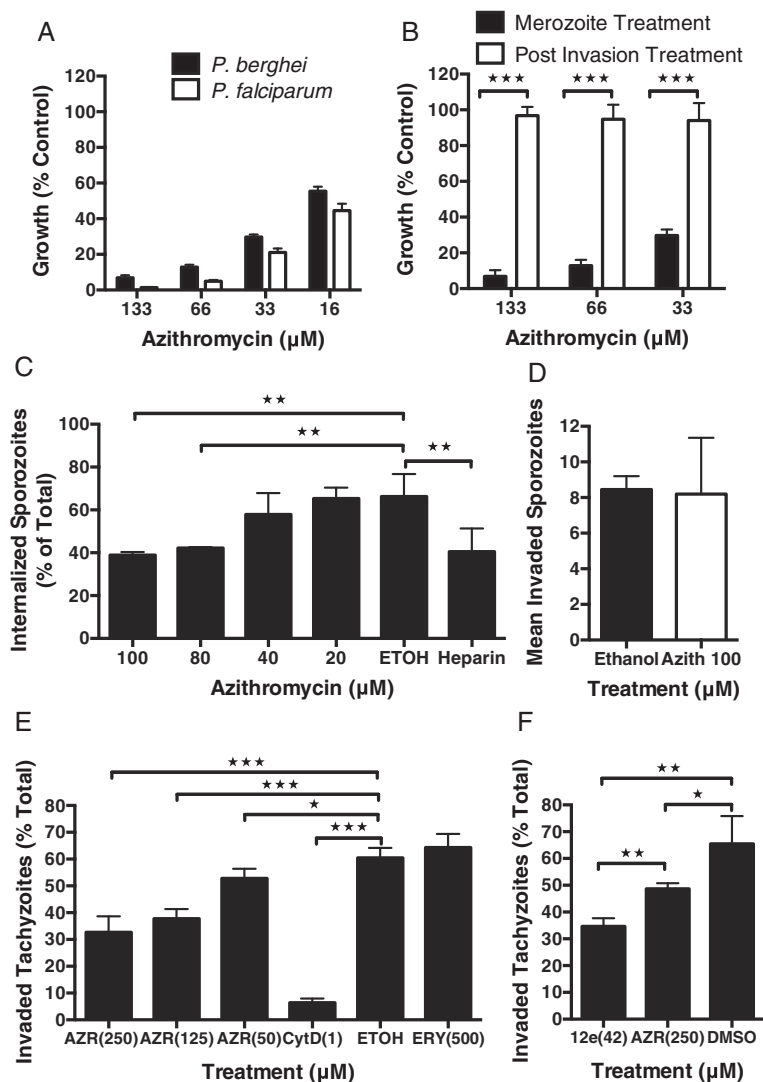 A
P. berghei
P. falciparum
Growth (% Control)
120
100
80
60
40
20
0
133 66 33 16
Azithromycin (µM)
B
Merozoite Treatment
Post Invasion Treatment
★★★ ★★★ ★★★
Growth (% Control)
120
100
80
60
40
20
0
133 66 33
Azithromycin (µM)
C
★★
★★
★★
Internalized Sporozoites
(% of Total)
100
80
60
40
20
0
100 80 40 20 ETOH Heparin
Azithromycin (µM)
D
Mean Invaded Sporozoites
12
10
8
6
4
2
0
Ethanol Azith 100
Treatment (µM)
E
★★★
★★★
★
★★★
Invaded Tachyzoites (% Total)
80
70
60
50
40
30
20
10
0
AZR(250) AZR(125) AZR(50) CytD(1) ETOH ERY(500)
Treatment (µM)
F
★★
★
★★
Invaded Tachyzoites (% Total)
80
70
60
50
40
30
20
10
0
12e(42) AZR(250) DMSO
Treatment (µM)